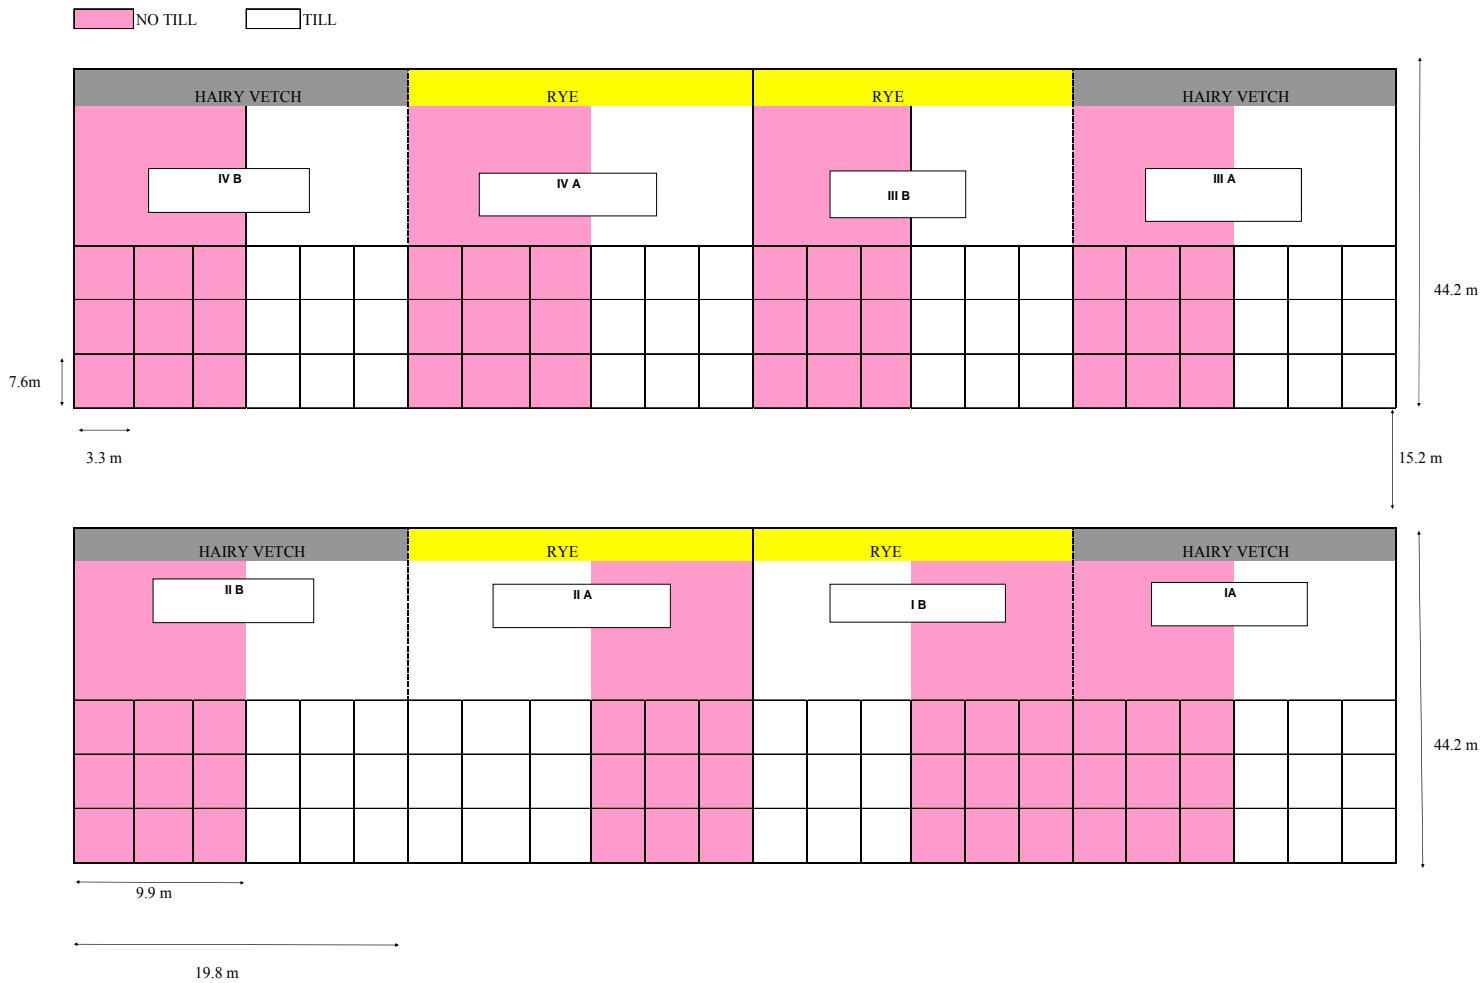 NO TILL TILL
HAIRY VETCH RYE RYE HAIRY VETCH
IV B IV A III B III A
44.2 m
7.6m
3.3 m 15.2 m
HAIRY VETCH RYE RYE HAIRY VETCH
II B II A I B IA
44.2 m
9.9 m
19.8 m